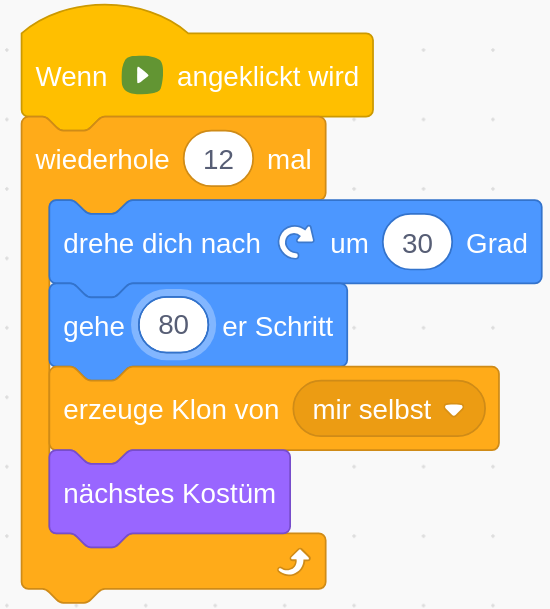 Wenn angeklickt wird
wiederhole 12 mal
drehe dich nach um 30 Grad
gehe 80 er Schritt
erzeuge Klon von mir selbst
nächstes Kostüm